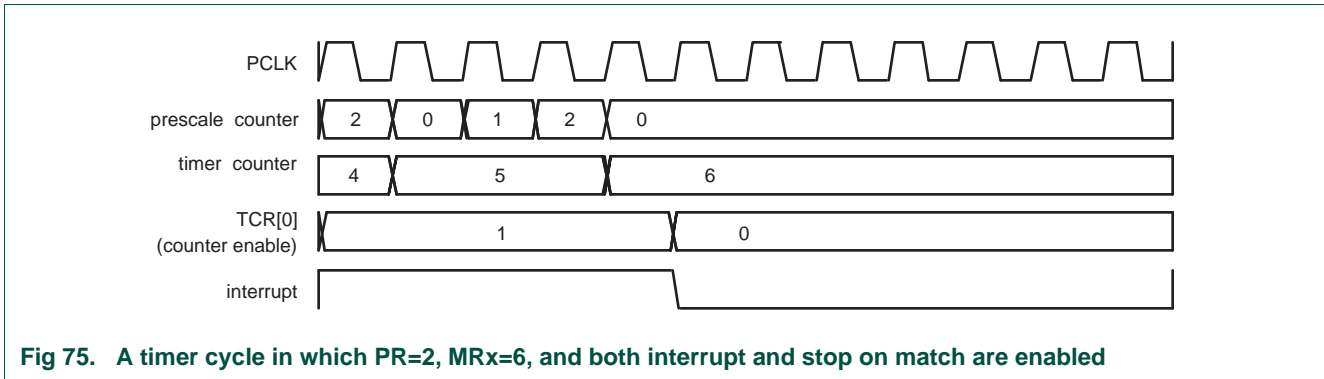 PCLK
prescale counter 2 0 1 2 0
timer counter 4 5 6
TCR[0]
(counter enable) 1 0
interrupt
Fig 75. A timer cycle in which PR=2, MRx=6, and both interrupt and stop on match are enabled